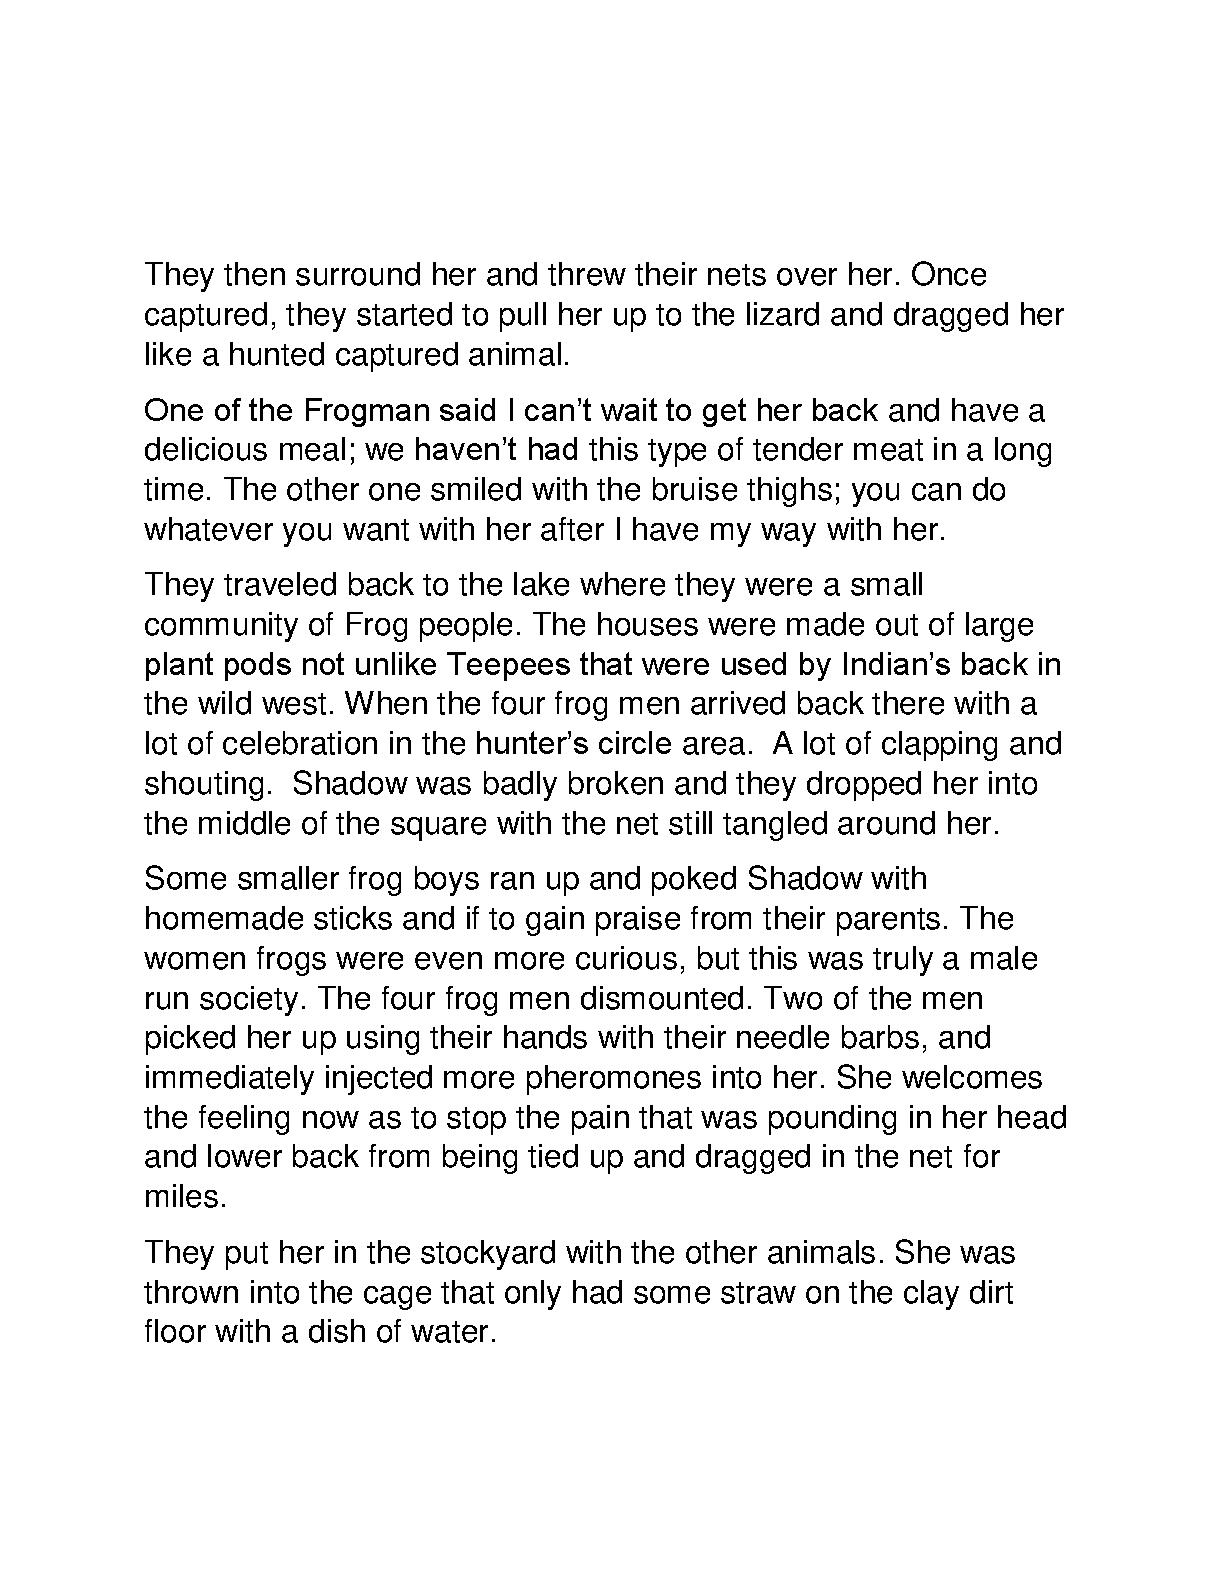 They then surround her and threw their nets over her. Once
captured, they started to pull her up to the lizard and dragged her
like a hunted captured animal.
One of the Frogman said I can’t wait to get her back and have a
delicious meal; we haven’t had this type of tender meat in a long
time. The other one smiled with the bruise thighs; you can do
whatever you want with her after I have my way with her.
They traveled back to the lake where they were a small
community of Frog people. The houses were made out of large
plant pods not unlike Teepees that were used by Indian’s back in
the wild west. When the four frog men arrived back there with a
lot of celebration in the hunter’s circle area.  A lot of clapping and
shouting.  Shadow was badly broken and they dropped her into
the middle of the square with the net still tangled around her.
Some smaller frog boys ran up and poked Shadow with
homemade sticks and if to gain praise from their parents. The
women frogs were even more curious, but this was truly a male
run society. The four frog men dismounted. Two of the men
picked her up using their hands with their needle barbs, and
immediately injected more pheromones into her. She welcomes
the feeling now as to stop the pain that was pounding in her head
and lower back from being tied up and dragged in the net for
miles.
They put her in the stockyard with the other animals. She was
thrown into the cage that only had some straw on the clay dirt
floor with a dish of water.